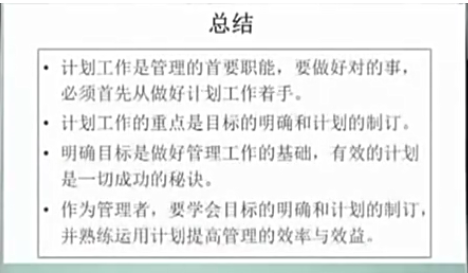 总结
• 计划工作是管理的首要职能，要做好对的事，
必须首先从做好计划工作着手。
• 计划工作的重点是目标的明确和计划的制订。
• 明确目标是做好管理工作的基础，有效的计划
是一切成功的秘诀。
• 作为管理者，要学会目标的明确和计划的制订，
并熟练运用计划提高管理的效率与效益。